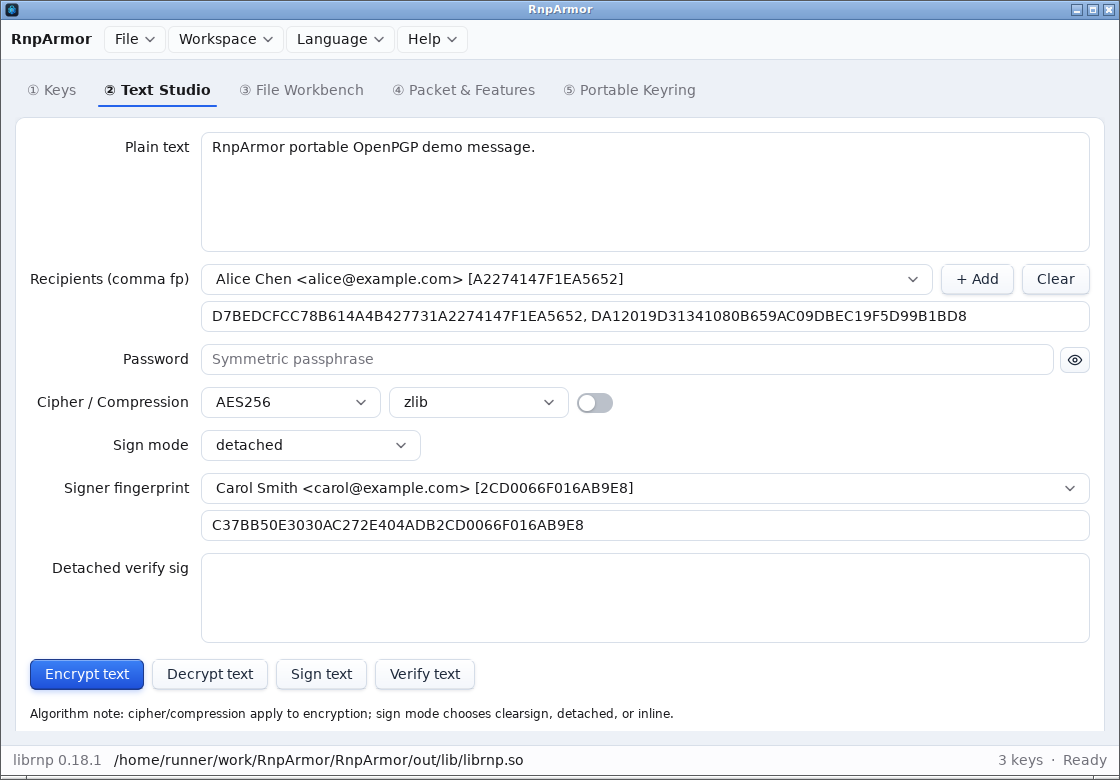 RnpArmor
RnpArmor File Workspace Language Help
① Keys ② Text Studio ③ File Workbench ④ Packet & Features ⑤ Portable Keyring
Plain text RnpArmor portable OpenPGP demo message.
Recipients (comma fp) Alice Chen <alice@example.com> [A2274147F1EA5652] + Add Clear
D7BEDCFCC78B614A4B427731A2274147F1EA5652, DA12019D31341080B659AC09DBEC19F5D99B1BD8
Password Symmetric passphrase
Cipher / Compression AES256 zlib
Sign mode detached
Signer fingerprint Carol Smith <carol@example.com> [2CD0066F016AB9E8]
C37BB50E3030AC272E404ADB2CD0066F016AB9E8
Detached verify sig
Encrypt text Decrypt text Sign text Verify text
Algorithm note: cipher/compression apply to encryption; sign mode chooses clearsign, detached, or inline.
librnp 0.18.1 /home/runner/work/RnpArmor/RnpArmor/out/lib/librnp.so 3 keys · Ready